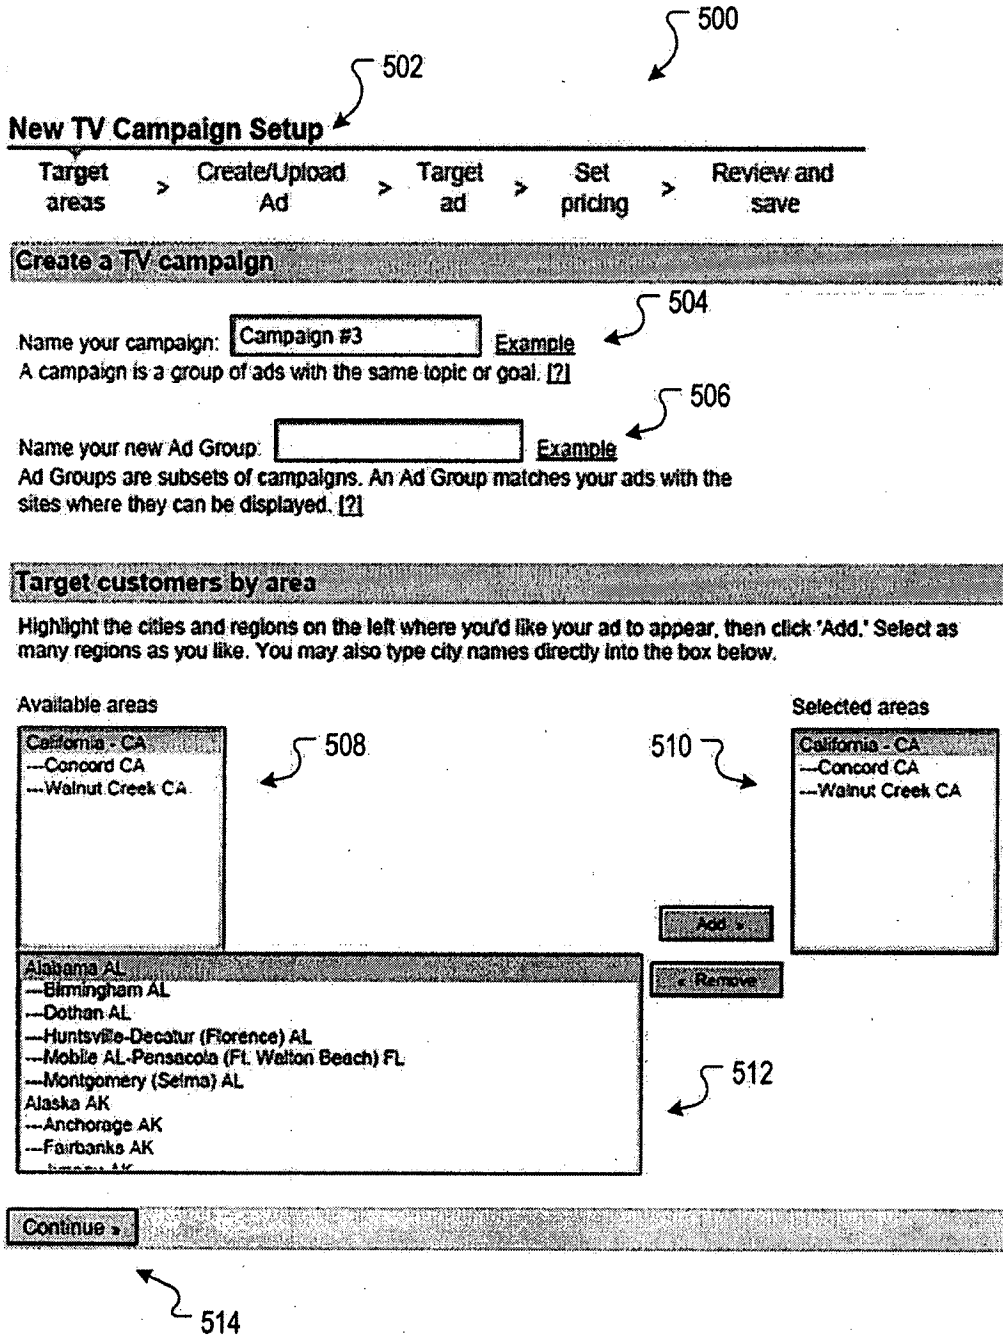 500
502
New TV Campaign Setup
Target areas > Create/Upload Ad > Target ad > Set pricing > Review and save
Create a TV campaign
504
Name your campaign: Campaign #3 Example
A campaign is a group of ads with the same topic or goal. [?]
506
Name your new Ad Group: Example
Ad Groups are subsets of campaigns. An Ad Group matches your ads with the
sites where they can be displayed. [?]
Target customers by area
Highlight the cities and regions on the left where you'd like your ad to appear, then click 'Add.' Select as
many regions as you like. You may also type city names directly into the box below.
Available areas
California - CA
---Concord CA
---Walnut Creek CA
508
510
Selected areas
California - CA
---Concord CA
---Walnut Creek CA
Add »
« Remove
Alabama AL
---Birmingham AL
---Dothan AL
---Huntsville-Decatur (Florence) AL
---Mobile AL-Pensacola (Ft. Walton Beach) FL
---Montgomery (Selma) AL
Alaska AK
---Anchorage AK
---Fairbanks AK
512
Continue »
514